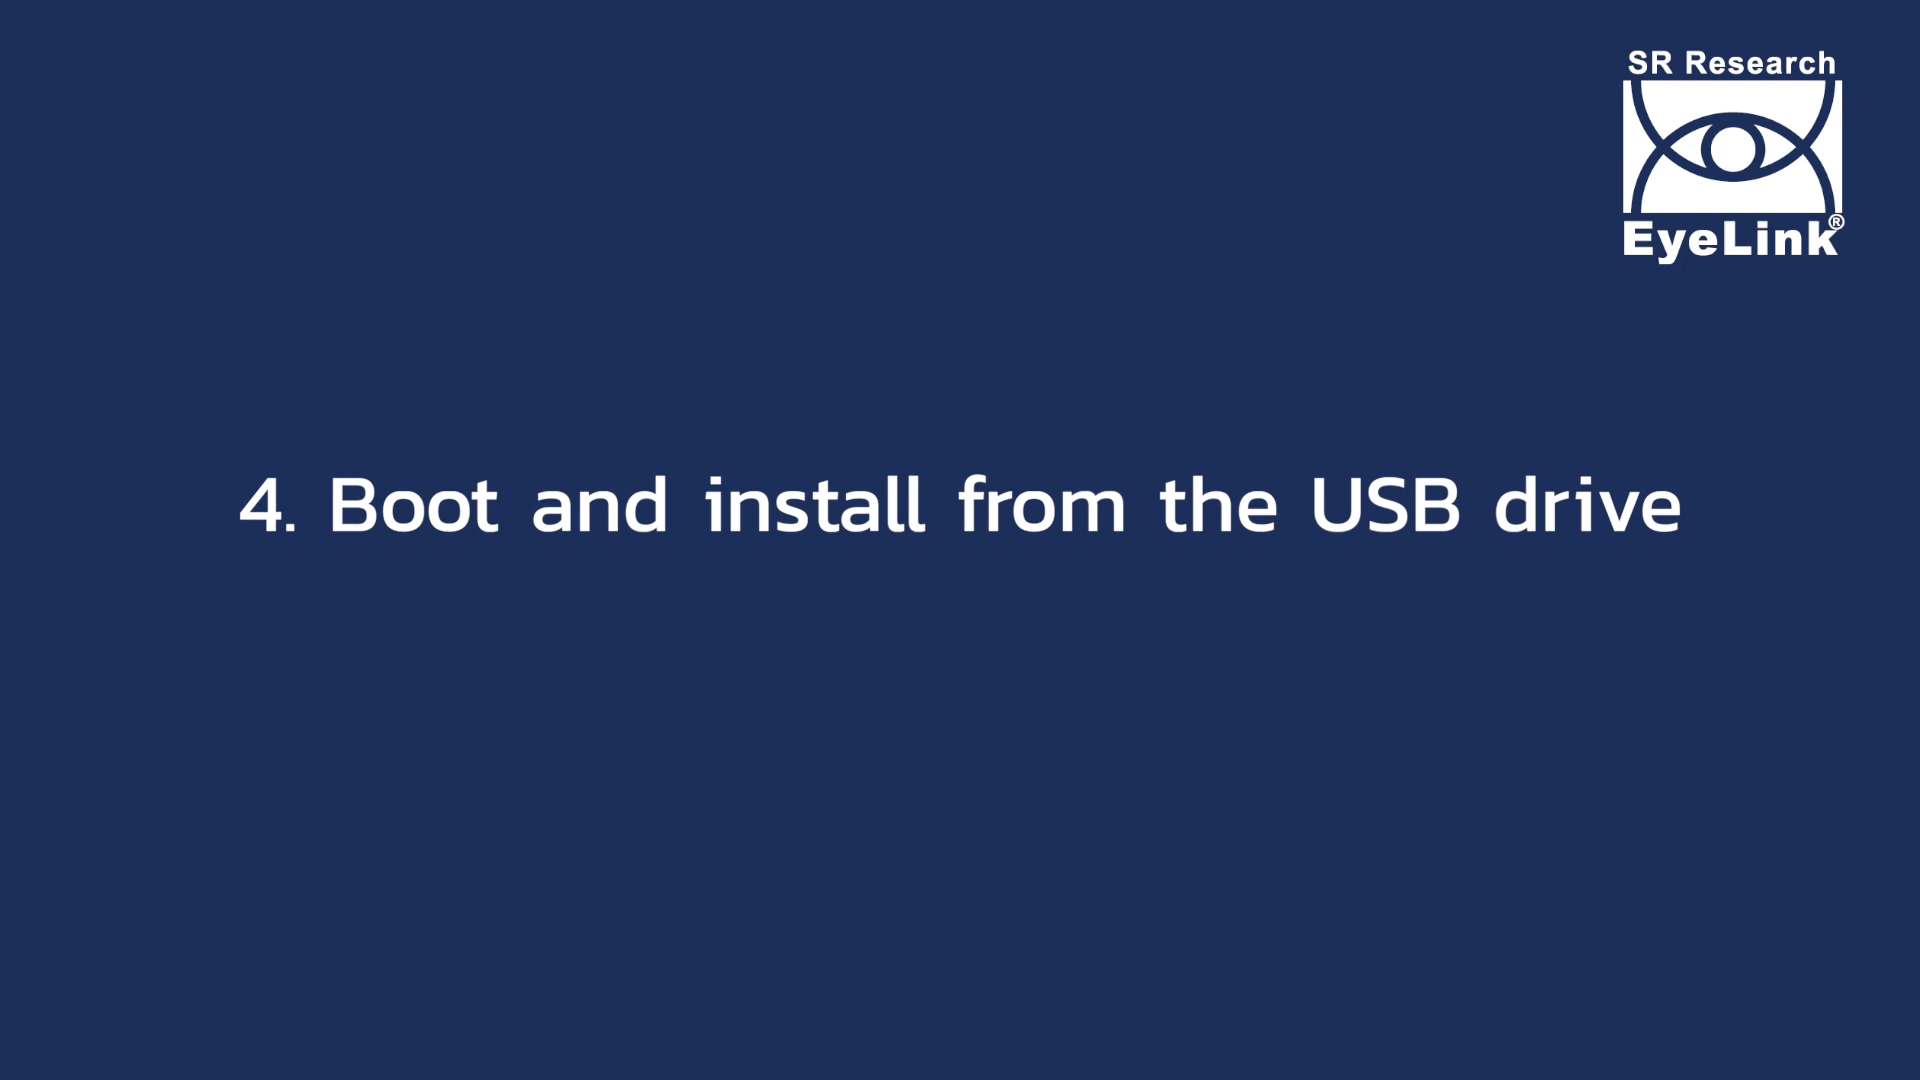 SR Research
EyeLink®
4. Boot and install from the USB drive